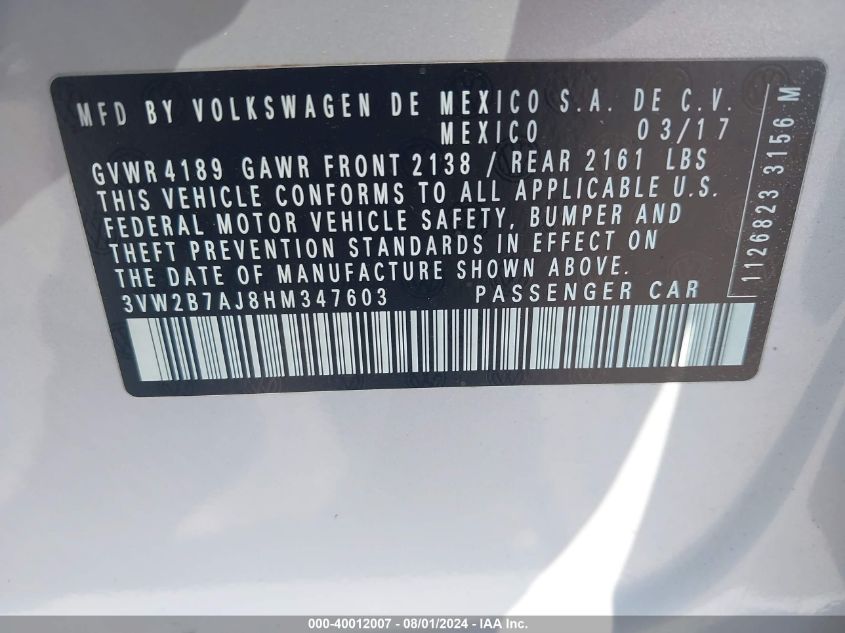 MFD BY VOLKSWAGEN DE MEXICO S.A. DE C.V.
MEXICO 03/17
GVWR 4189 GAWR FRONT 2138 / REAR 2161 LBS
THIS VEHICLE CONFORMS TO ALL APPLICABLE U.S.
FEDERAL MOTOR VEHICLE SAFETY, BUMPER AND
THEFT PREVENTION STANDARDS IN EFFECT ON
THE DATE OF MANUFACTURE SHOWN ABOVE.
3VW2B7AJ8HM347603 PASSENGER CAR
1126823 3156 M
000-40012007 - 08/01/2024 - IAA Inc.